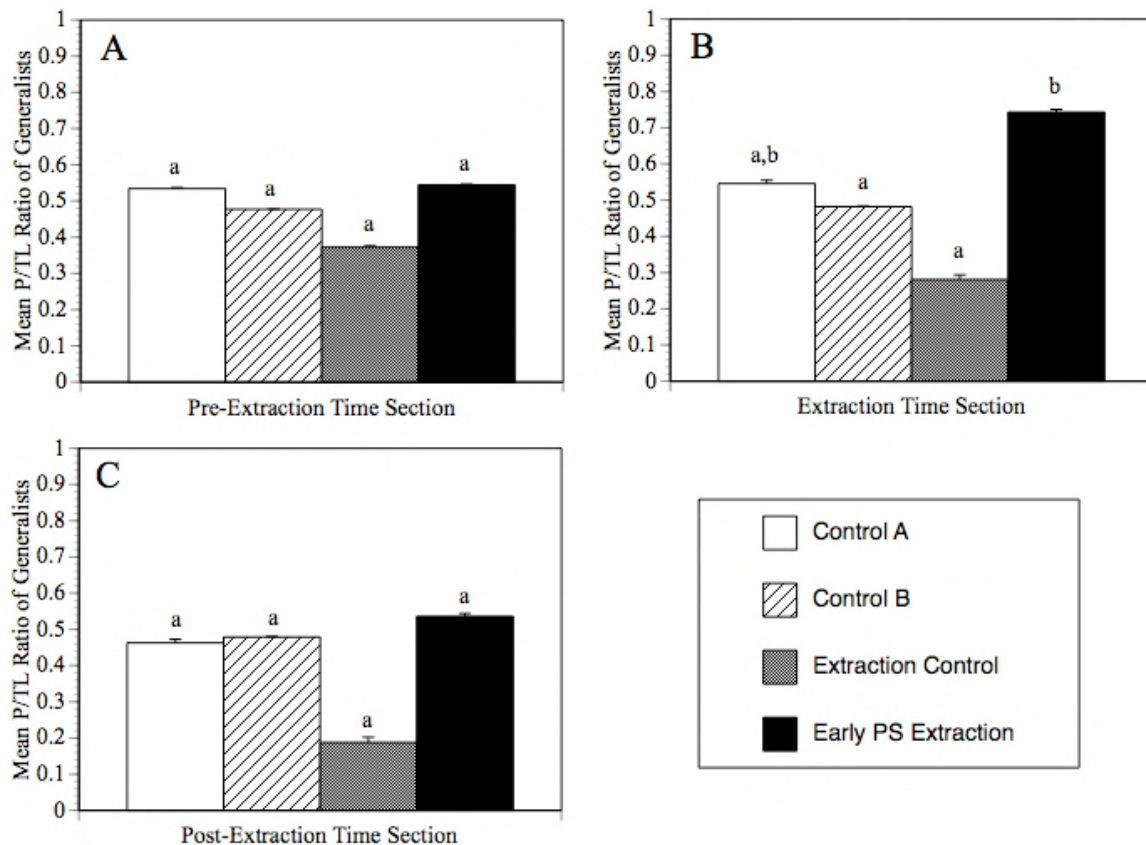 A
Mean P/TL Ratio of Generalists
1
0.9
0.8
0.7
0.6
0.5
0.4
0.3
0.2
0.1
0
a
a
a
a
Pre-Extraction Time Section
B
Mean P/TL Ratio of Generalists
1
0.9
0.8
0.7
0.6
0.5
0.4
0.3
0.2
0.1
0
a,b
a
a
b
Extraction Time Section
C
Mean P/TL Ratio of Generalists
1
0.9
0.8
0.7
0.6
0.5
0.4
0.3
0.2
0.1
0
a
a
a
a
Post-Extraction Time Section
Control A
Control B
Extraction Control
Early PS Extraction